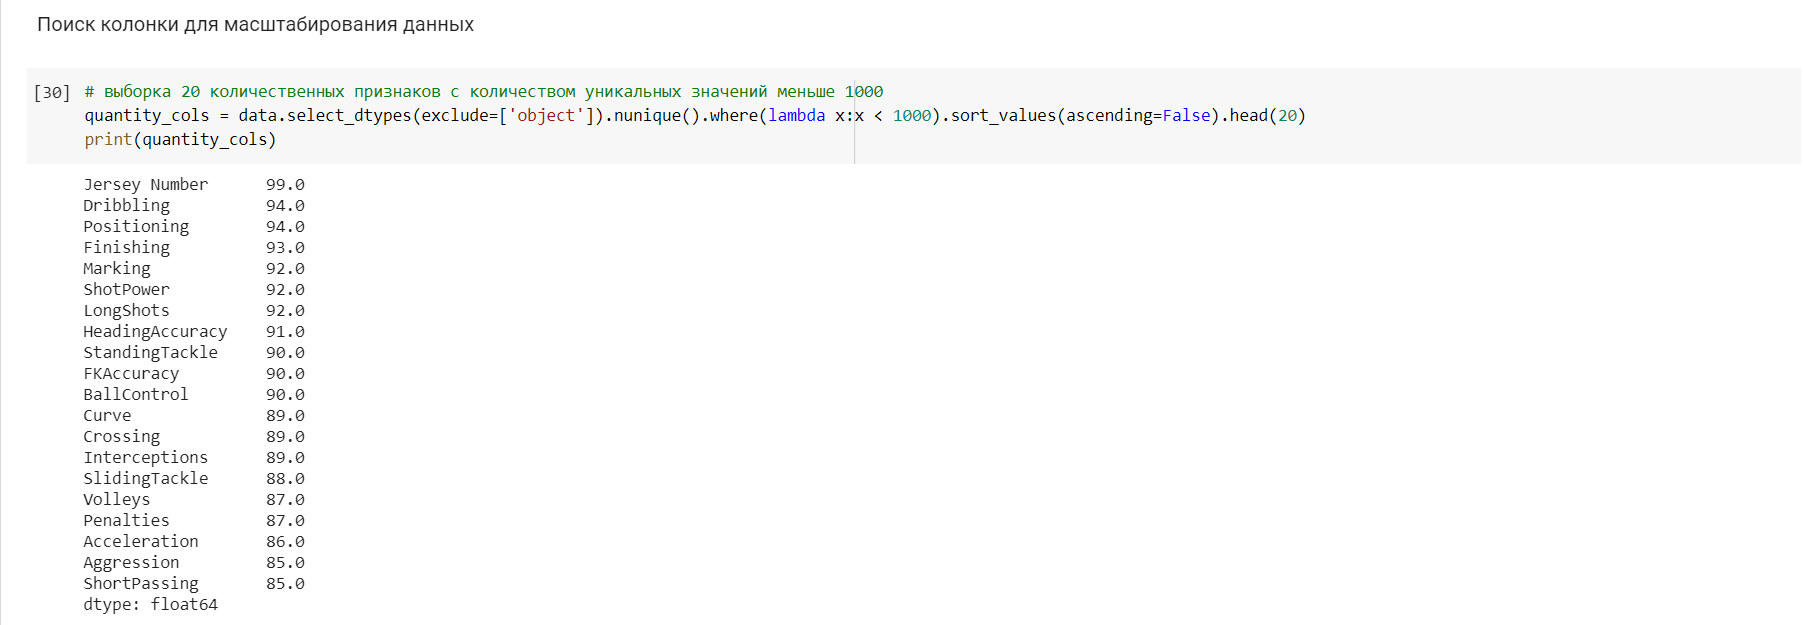 Поиск колонки для масштабирования данных
[30] # выборка 20 количественных признаков с количеством уникальных значений меньше 1000
quantity_cols = data.select_dtypes(exclude=['object']).nunique().where(lambda x:x < 1000).sort_values(ascending=False).head(20)
print(quantity_cols)
Jersey Number 99.0
Dribbling 94.0
Positioning 94.0
Finishing 93.0
Marking 92.0
ShotPower 92.0
LongShots 92.0
HeadingAccuracy 91.0
StandingTackle 90.0
FKAccuracy 90.0
BallControl 90.0
Curve 89.0
Crossing 89.0
Interceptions 89.0
SlidingTackle 88.0
Volleys 87.0
Penalties 87.0
Acceleration 86.0
Aggression 85.0
ShortPassing 85.0
dtype: float64